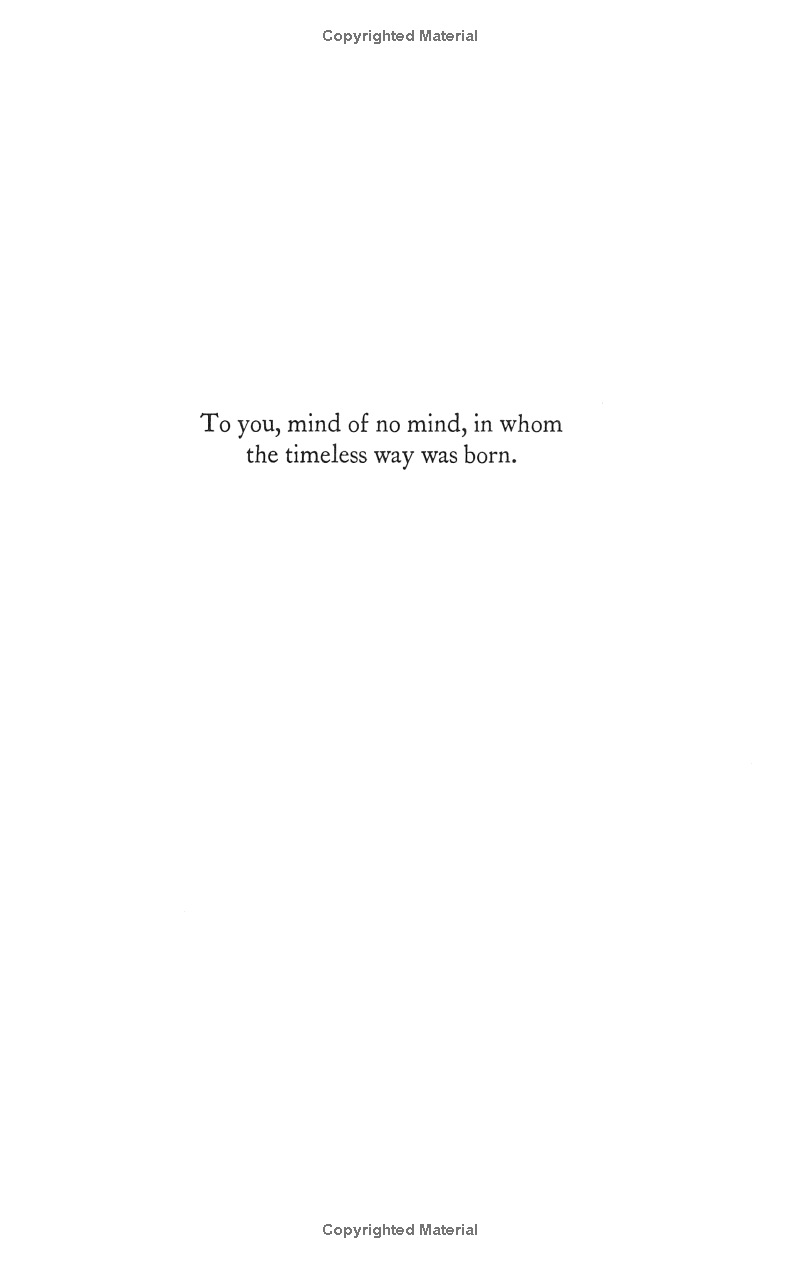 Copyrighted Material
To you, mind of no mind, in whom
the timeless way was born.
Copyrighted Material